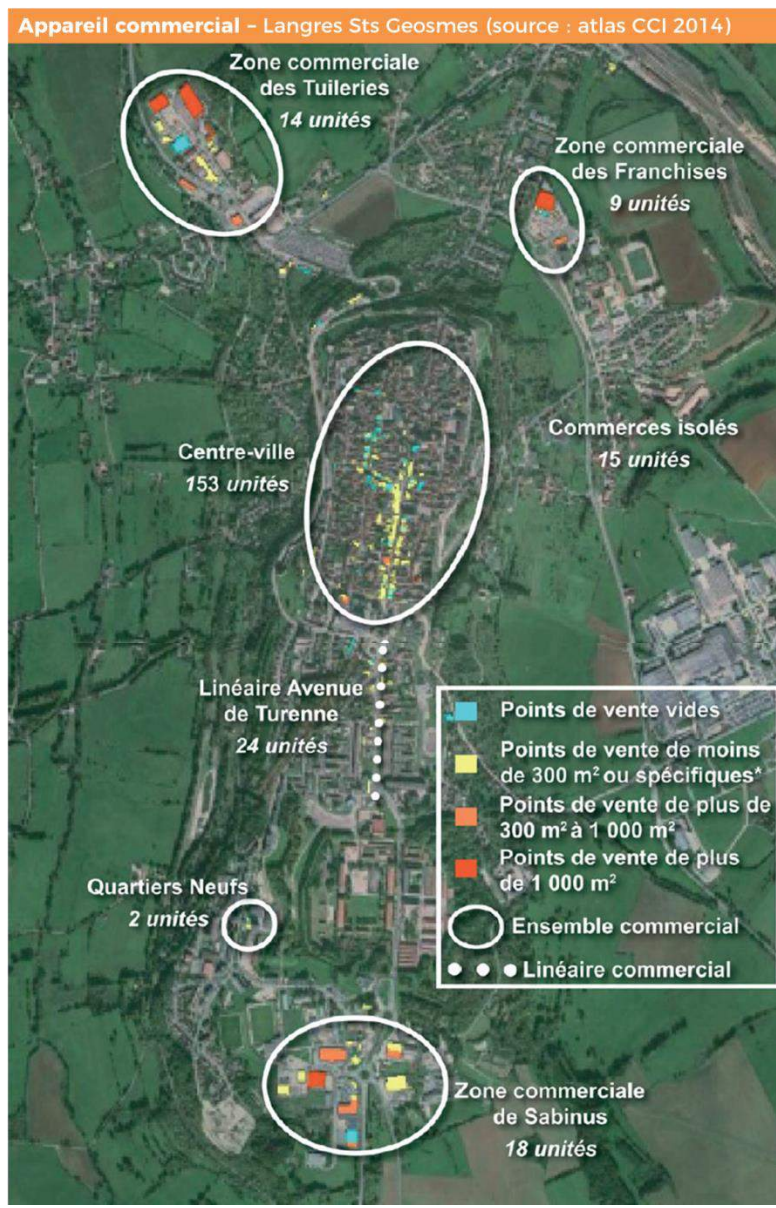 Appareil commercial – Langres Sts Geosmes (source : atlas CCI 2014)
Zone commerciale
des Tuileries
14 unités
Zone commerciale
des Franchises
9 unités
Centre-ville
153 unités
Commerces isolés
15 unités
Linéaire Avenue
de Turenne
24 unités
Points de vente vides
Points de vente de moins
de 300 m² ou spécifiques*
Points de vente de plus de
300 m² à 1 000 m²
Points de vente de plus
de 1 000 m²
Ensemble commercial
Linéaire commercial
Quartiers Neufs
2 unités
Zone commerciale
de Sabinus
18 unités